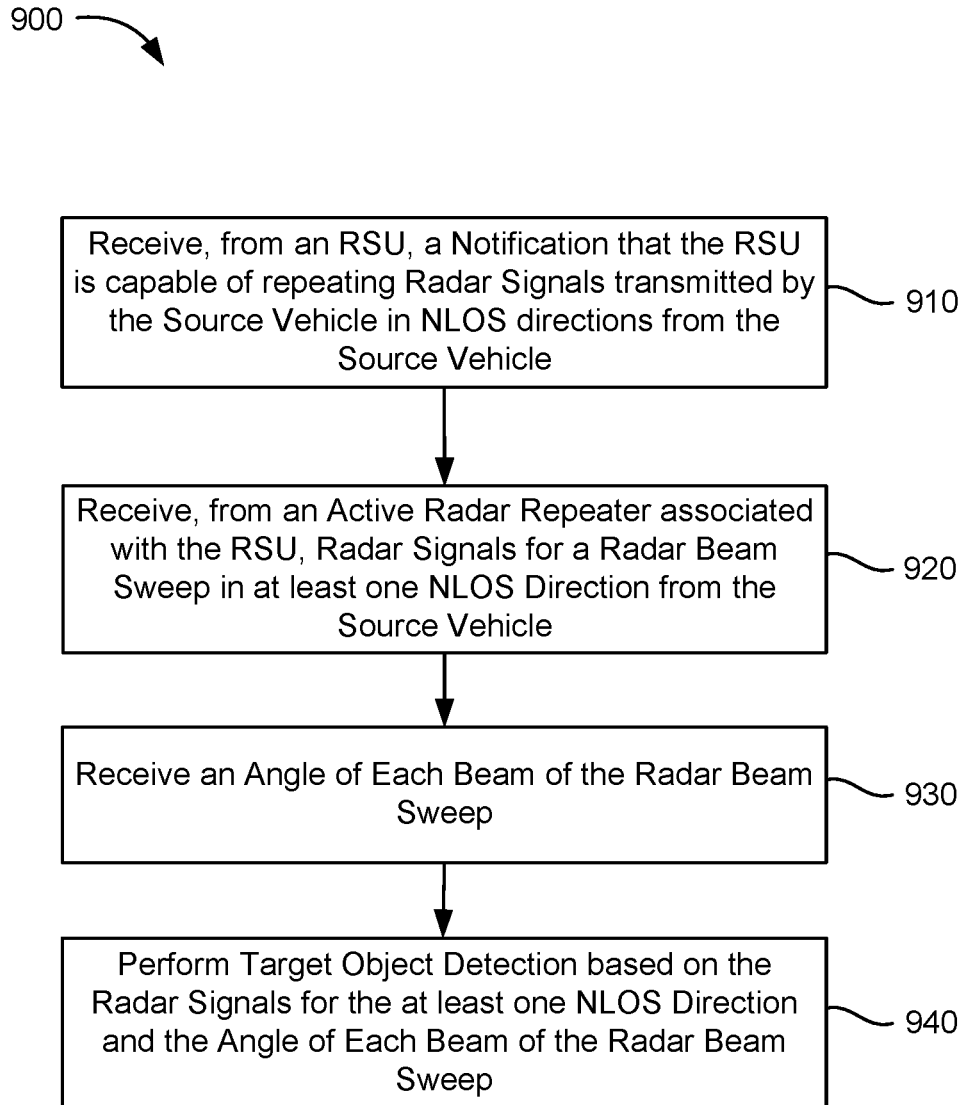 900
Receive, from an RSU, a Notification that the RSU
is capable of repeating Radar Signals transmitted by
the Source Vehicle in NLOS directions from the
Source Vehicle
910
Receive, from an Active Radar Repeater associated
with the RSU, Radar Signals for a Radar Beam
Sweep in at least one NLOS Direction from the
Source Vehicle
920
Receive an Angle of Each Beam of the Radar Beam
Sweep
930
Perform Target Object Detection based on the
Radar Signals for the at least one NLOS Direction
and the Angle of Each Beam of the Radar Beam
Sweep
940